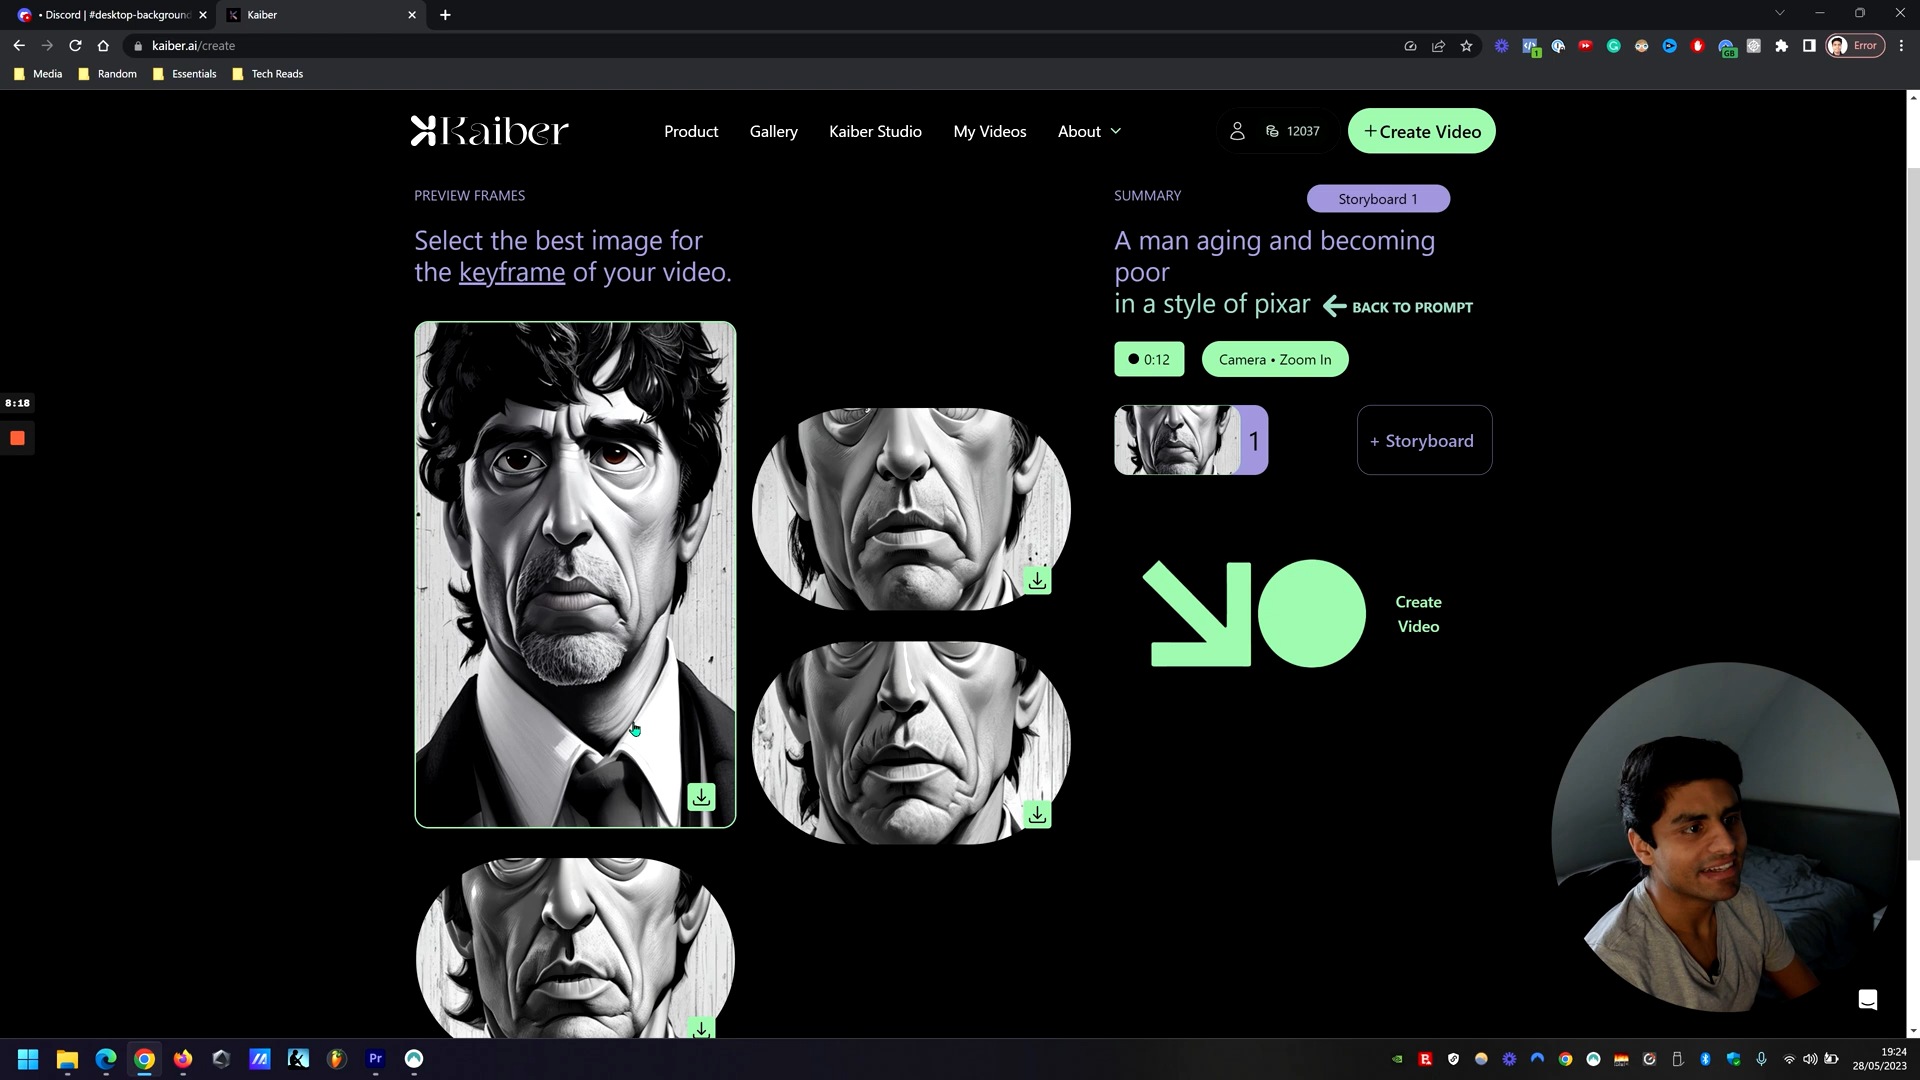 • Discord | #desktop-background
Kaiber
kaiber.ai/create
Error
Media
Random
Essentials
Tech Reads
Kaiber
Product
Gallery
Kaiber Studio
My Videos
About
12037
+Create Video
PREVIEW FRAMES
Select the best image for
the keyframe of your video.
SUMMARY
Storyboard 1
A man aging and becoming
poor
in a style of pixar
BACK TO PROMPT
0:12
Camera • Zoom In
1
+ Storyboard
Create
Video
8:18
Pr
19:24
28/05/2023